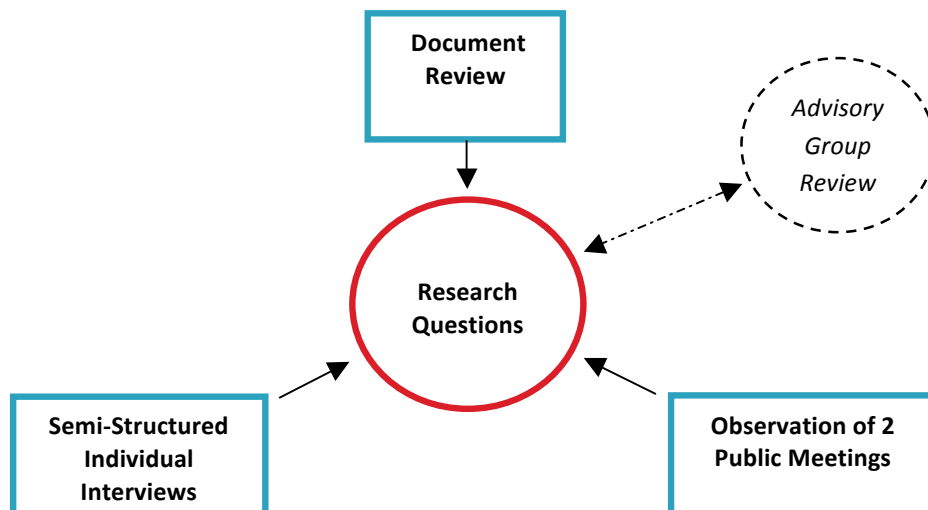 Document
Review
Advisory
Group
Review
Research
Questions
Semi-Structured
Individual
Interviews
Observation of 2
Public Meetings